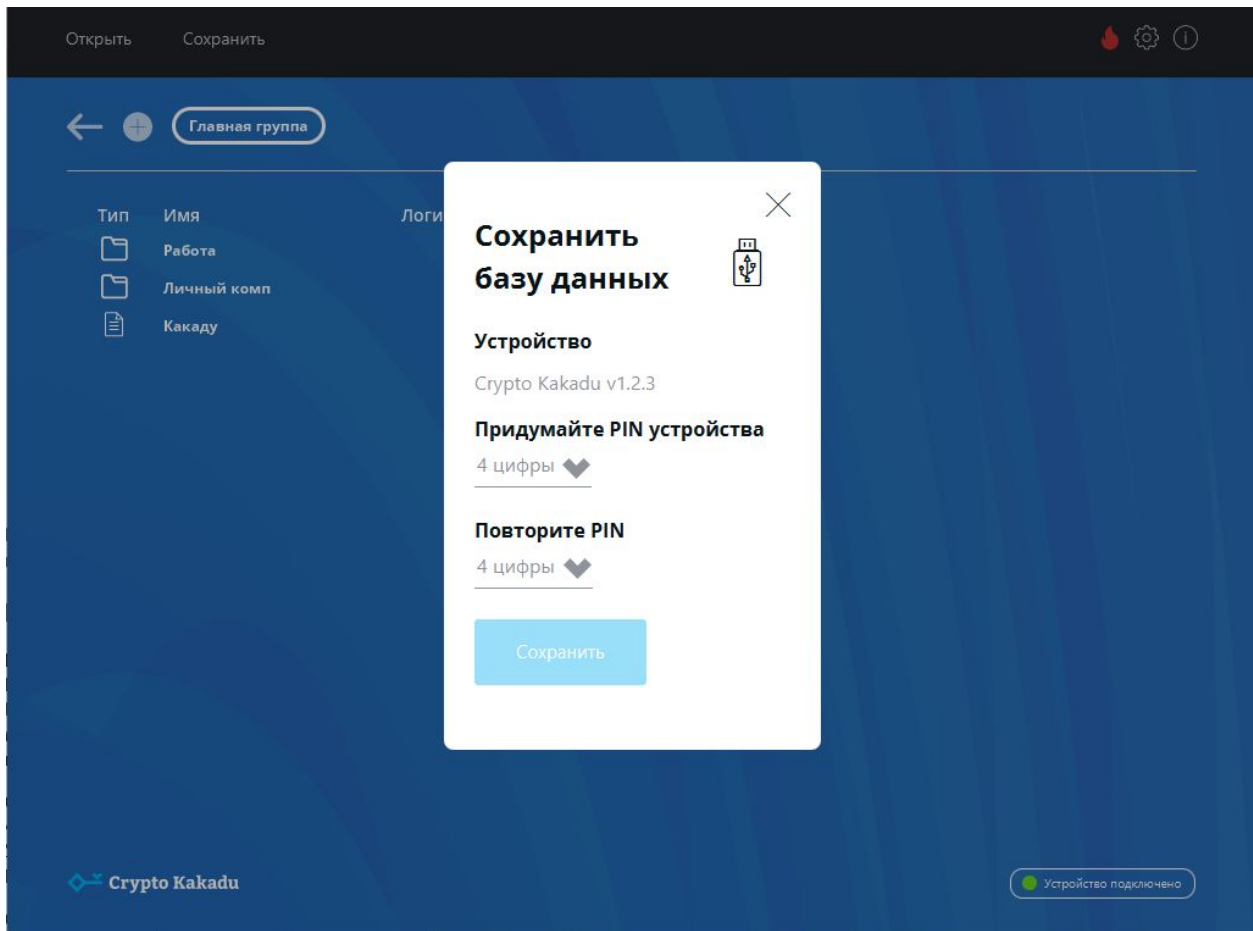 Открыть Сохранить
Главная группа
Тип Имя Логи
Работа
Личный комп
Какаду
Сохранить
базу данных
Устройство
Crypto Kakadu v1.2.3
Придумайте PIN устройства
4 цифры
Повторите PIN
4 цифры
Сохранить
Crypto Kakadu
Устройство подключено